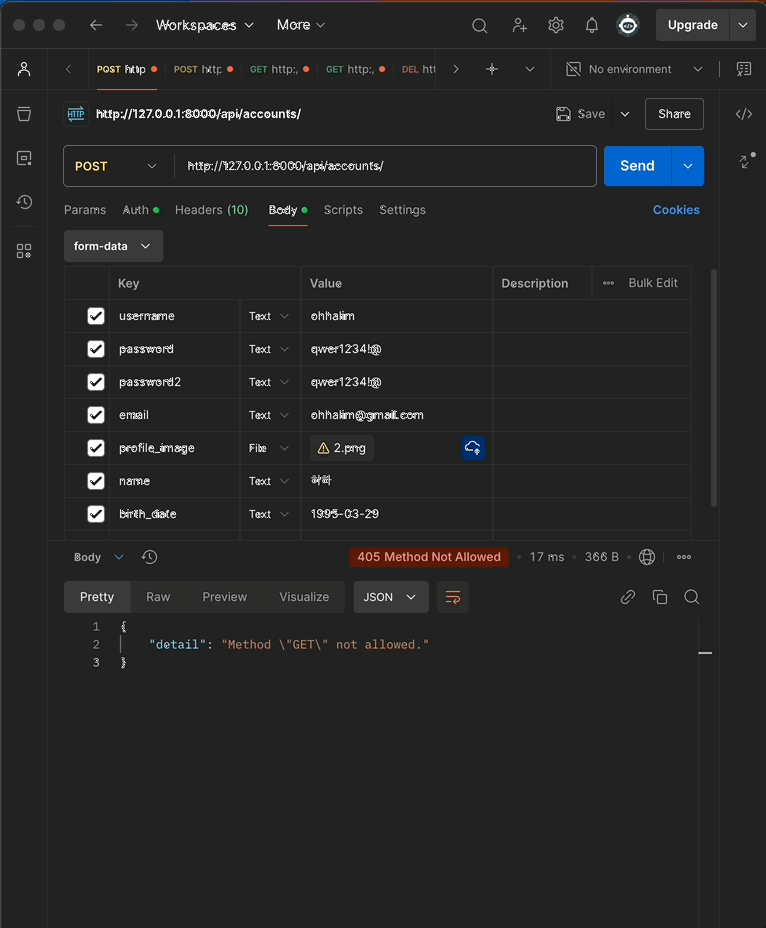 Workspaces More Upgrade
POST http POST http GET http:, GET http:, DEL htt No environment
HTTP http://127.0.0.1:8000/api/accounts/ Save Share
POST http://127.0.0.1:8000/api/accounts/ Send
Params Auth Headers (10) Body Scripts Settings Cookies
form-data
Key Value Description Bulk Edit
username Text ohhalim
password Text qwer1234!@
password2 Text qwer1234!@
email Text ohhalim@gmail.com
profile_image File 2.png
name Text
birth_date Text 1995-03-29
Body 405 Method Not Allowed 17 ms 366 B
Pretty Raw Preview Visualize JSON
1 {
2 "detail": "Method \"GET\" not allowed."
3 }